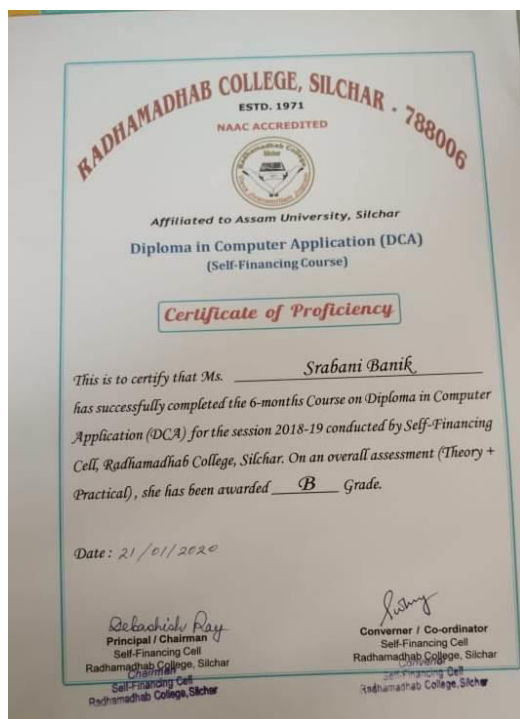 RADHAMADHAB COLLEGE, SILCHAR - 788006
ESTD. 1971
NAAC ACCREDITED
Radhamadhab College
Silchar
Affiliated to Assam University, Silchar
Diploma in Computer Application (DCA)
(Self-Financing Course)
Certificate of Proficiency
This is to certify that Ms. Srabani Banik
has successfully completed the 6-months Course on Diploma in Computer
Application (DCA) for the session 2018-19 conducted by Self-Financing
Cell, Radhamadhab College, Silchar. On an overall assessment (Theory +
Practical), she has been awarded B Grade.
Date : 21/01/2020
Debashish Ray
Principal / Chairman
Self-Financing Cell
Radhamadhab College, Silchar
Chairman
Self-Financing Cell
Radhamadhab College, Silchar
Converner / Co-ordinator
Self-Financing Cell
Radhamadhab College, Silchar
Convenor
Self-Financing Cell
Radhamadhab College, Silchar